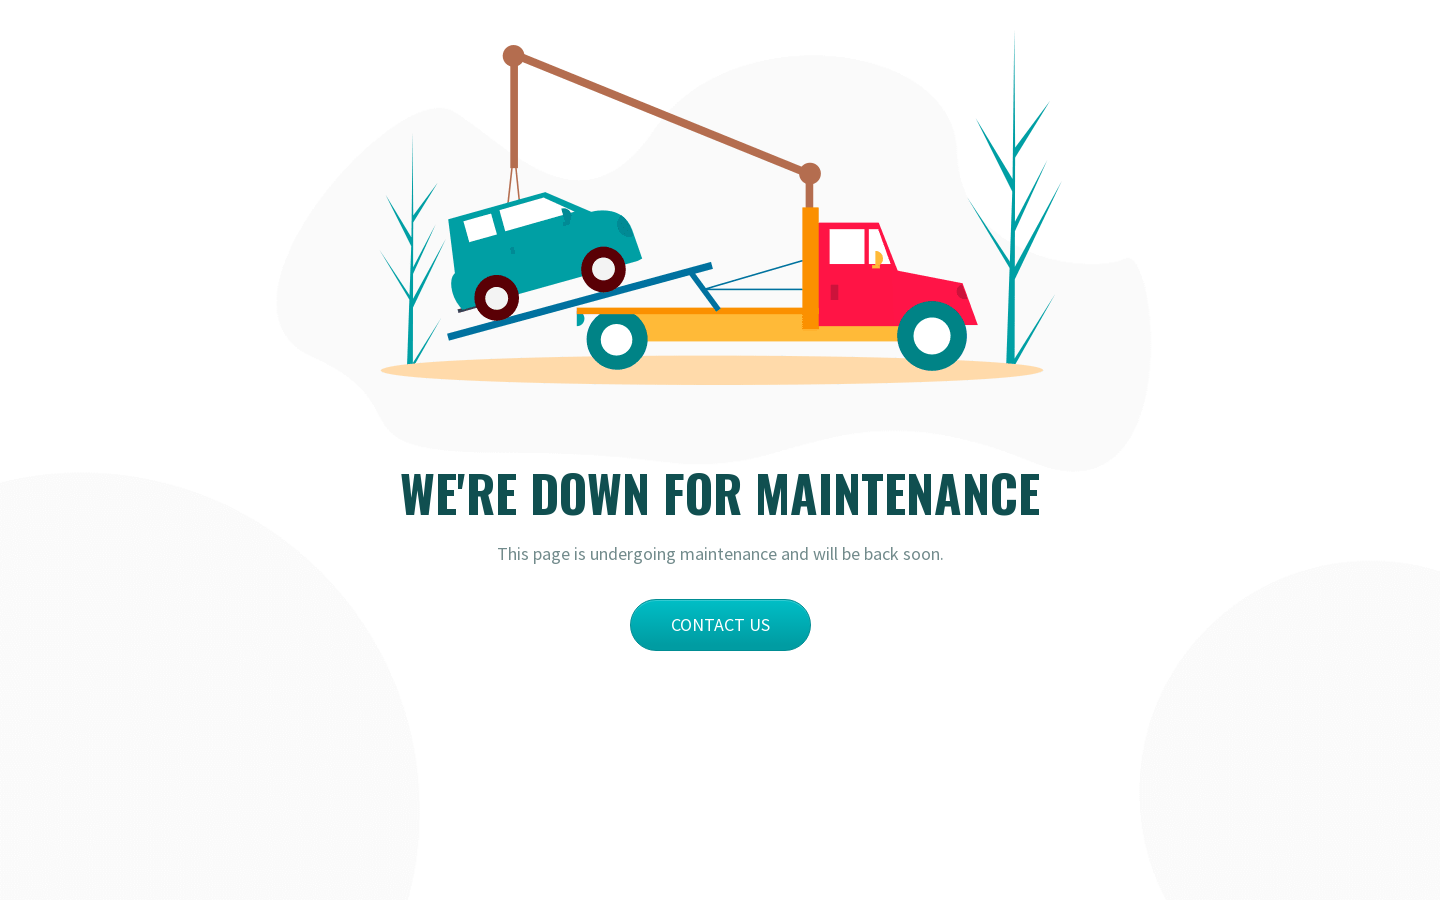 WE'RE DOWN FOR MAINTENANCE
This page is undergoing maintenance and will be back soon.
CONTACT US